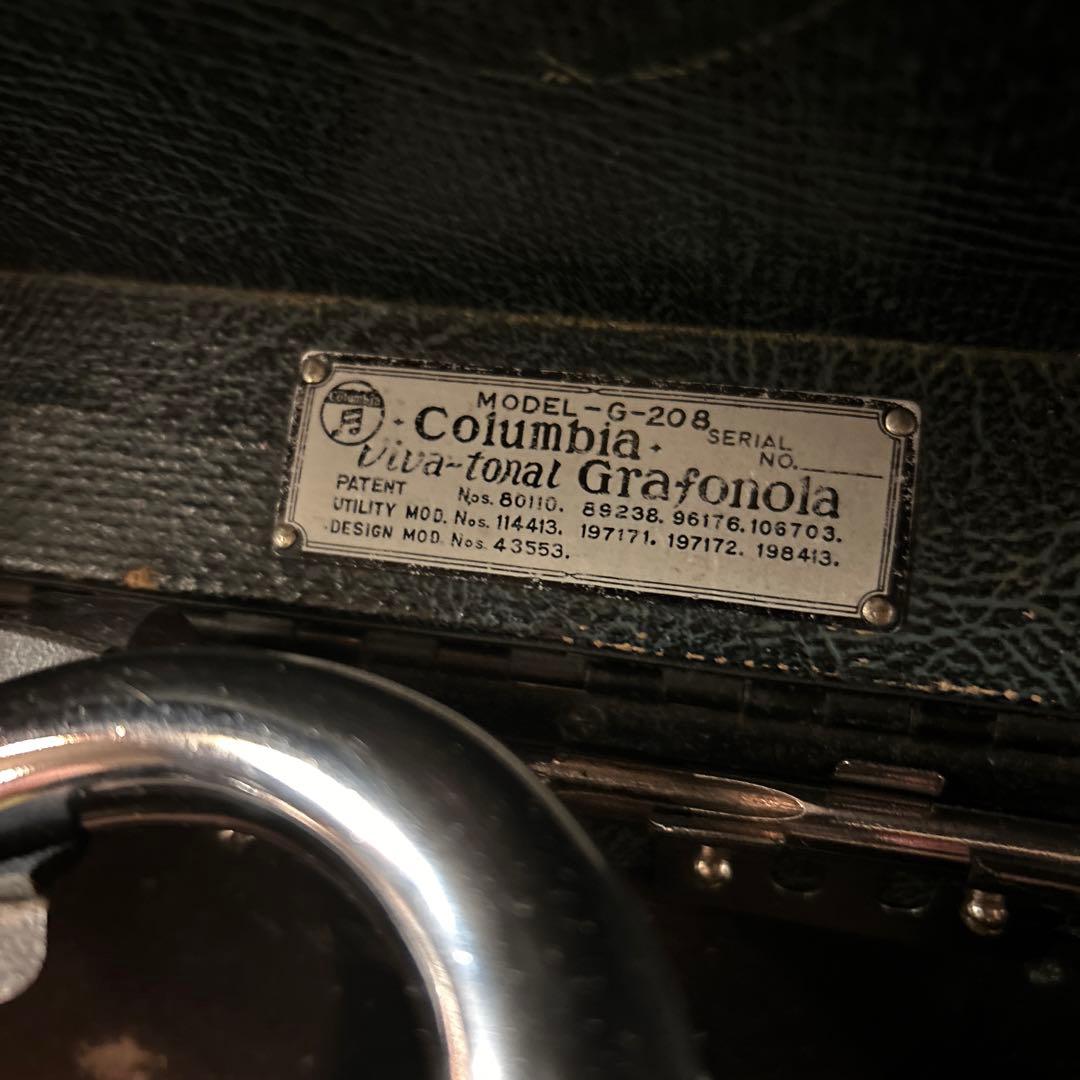 Columbia
MODEL-G-208
· Columbia ·
SERIAL
NO.
Viva-tonal Grafonola
PATENT Nos. 80110. 89238. 96176. 106703.
UTILITY MOD. Nos. 114413. 197171. 197172. 198413.
DESIGN MOD. Nos. 43553.